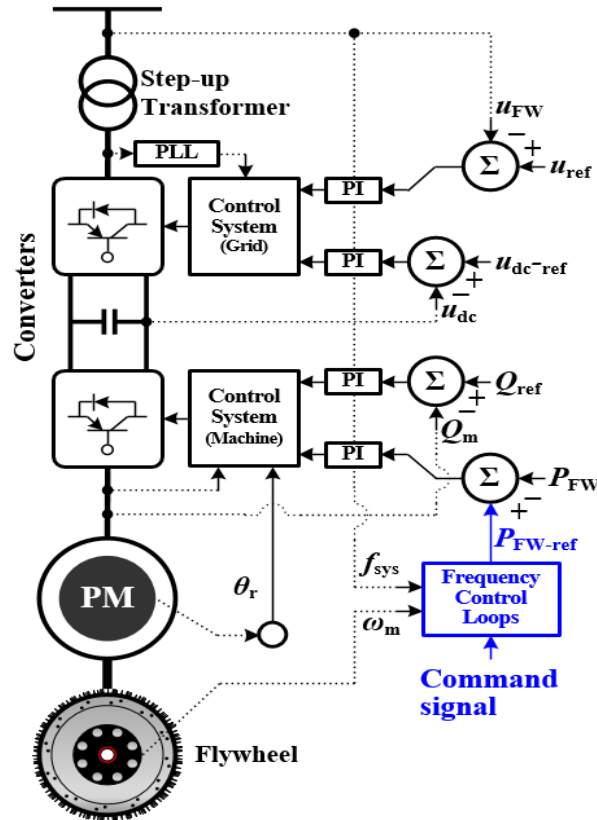 Step-up
Transformer
u_FW
PLL
− +
Σ
u_ref
PI
Control
System
(Grid)
PI
Σ
u_dc-ref
− +
u_dc
Converters
Control
System
(Machine)
PI
Σ
Q_ref
− +
Q_m
PI
Σ
P_FW
+ −
P_FW-ref
PM
θ_r
f_sys
ω_m
Frequency
Control
Loops
Command
signal
Flywheel